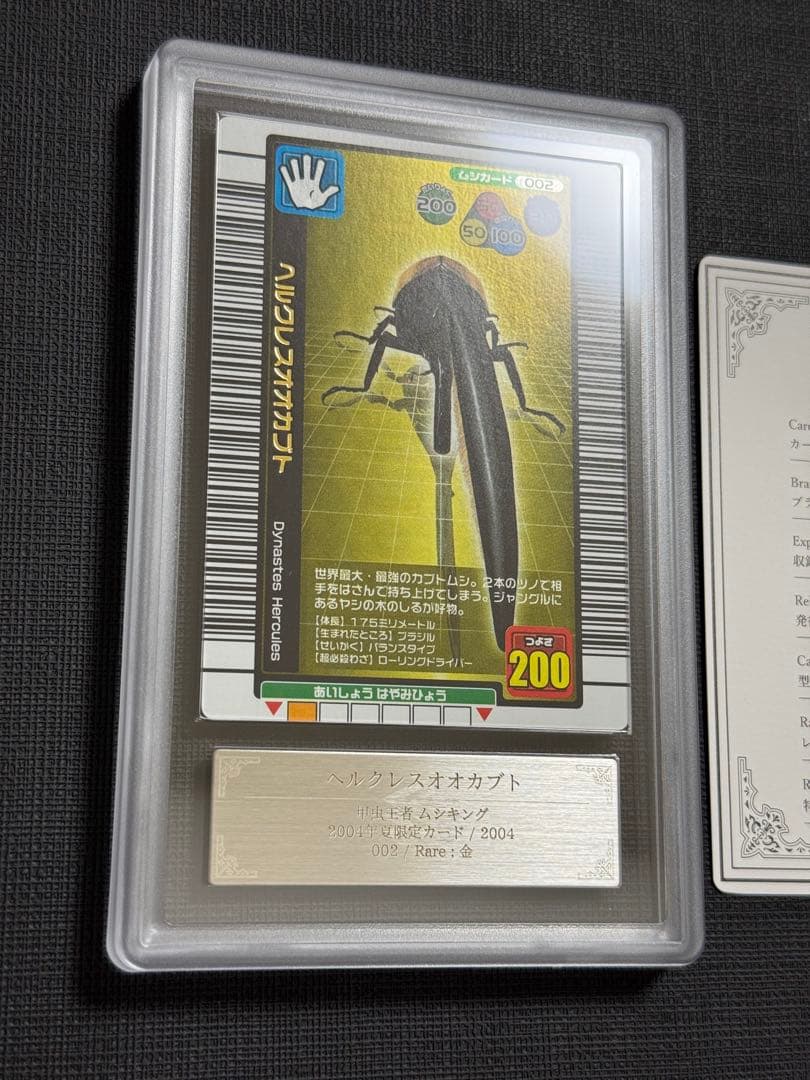 ムシカード 002
200
50
100
ヘルクレスオオカブト
Dynastes Hercules
世界最大・最強のカブトムシ。2本のツノで相
手をはさんで持ち上げてしまう。ジャングルに
あるヤシの木のしるが好物。
【体長】175ミリメートル
【生まれたところ】ブラジル
【せいかく】バランスタイプ
【超必殺わざ】ローリングドライバー
つよさ
200
あいしょう はやみひょう
ヘルクレスオオカブト
甲虫王者 ムシキング
2004年夏限定カード / 2004
002 / Rare : 金